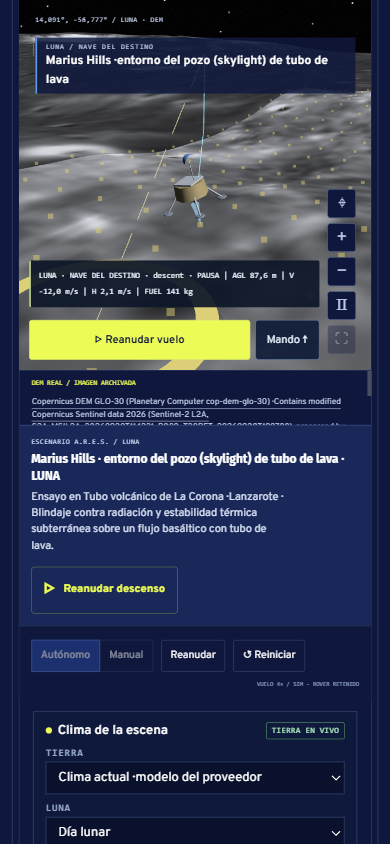 14,091°, -56,777° / LUNA · DEM
LUNA / NAVE DEL DESTINO
Marius Hills ·entorno del pozo (skylight) de tubo de
lava
LUNA · NAVE DEL DESTINO · descent · PAUSA | AGL 87,6 m | V
-12,0 m/s | H 2,1 m/s | FUEL 141 kg
Reanudar vuelo
Mando ↑
DEM REAL / IMAGEN ARCHIVADA
Copernicus DEM GLO-30 (Planetary Computer cop-dem-glo-30) ·Contains modified
Copernicus Sentinel data 2026 (Sentinel-2 L2A,
ESCENARIO A.R.E.S. / LUNA
Marius Hills · entorno del pozo (skylight) de tubo de lava ·
LUNA
Ensayo en Tubo volcánico de La Corona ·Lanzarote ·
Blindaje contra radiación y estabilidad térmica
subterránea sobre un flujo basáltico con tubo de
lava.
Reanudar descenso
Autónomo
Manual
Reanudar
↺ Reiniciar
VUELO 4× / SIM · ROVER RETENIDO
Clima de la escena
TIERRA EN VIVO
TIERRA
Clima actual ·modelo del proveedor
LUNA
Día lunar